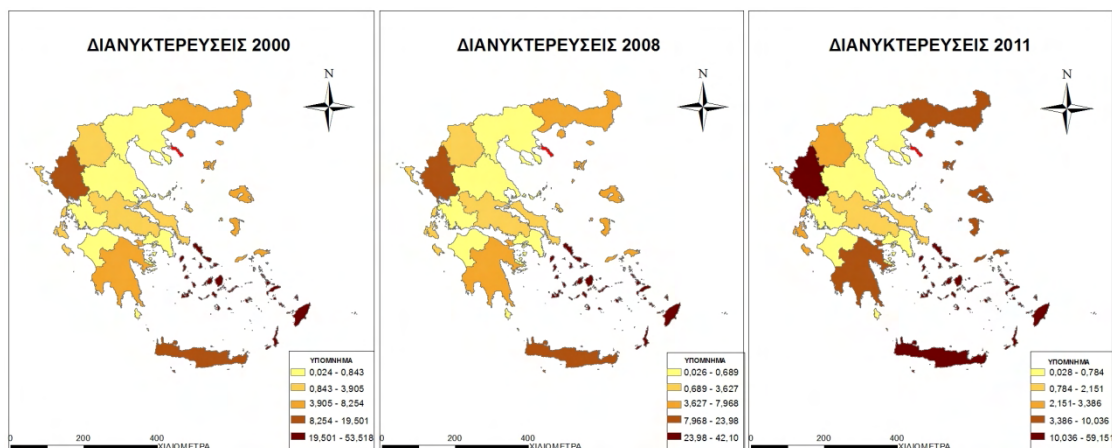 ΔΙΑΝΥΚΤΕΡΕΥΣΕΙΣ 2000
N
ΥΠΟΜΝΗΜΑ
0,024 - 0,843
0,843 - 3,905
3,905 - 8,254
8,254 - 19,501
19,501 - 53,518
0 200 400
ΧΙΛΙΟΜΕΤΡΑ
ΔΙΑΝΥΚΤΕΡΕΥΣΕΙΣ 2008
N
ΥΠΟΜΝΗΜΑ
0,026 - 0,689
0,689 - 3,627
3,627 - 7,968
7,968 - 23,98
23,98 - 42,10
0 200 400
ΧΙΛΙΟΜΕΤΡΑ
ΔΙΑΝΥΚΤΕΡΕΥΣΕΙΣ 2011
N
ΥΠΟΜΝΗΜΑ
0,028 - 0,784
0,784 - 2,151
2,151- 3,386
3,386 - 10,036
10,036 - 59,15
0 200 400
ΧΙΛΙΟΜΕΤΡΑ